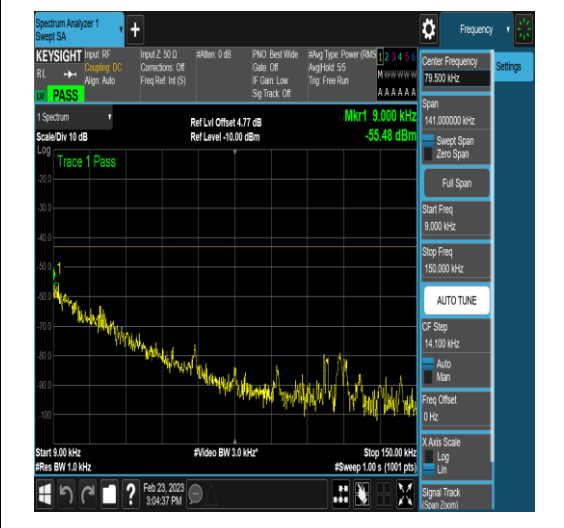 Spectrum Analyzer 1
Swept SA
+
Frequency
KEYSIGHT
Input: RF
Coupling: DC
Align: Auto
Input Z: 50 Ω
Corrections: Off
Freq Ref: Int (S)
#Atten: 0 dB
PNO: Best Wide
Gate: Off
IF Gain: Low
Sig Track: Off
#Avg Type: Power (RMS
Avg|Hold: 5/5
Trig: Free Run
1 2 3 4 5 6
M W W W W W
A A A A A A
RL
PASS
1 Spectrum
Scale/Div 10 dB
Ref Lvl Offset 4.77 dB
Ref Level -10.00 dBm
Mkr1 9.000 kHz
-55.48 dBm
Log
Trace 1 Pass
-20.0
-30.0
-40.0
-50.0
-60.0
-70.0
-80.0
-90.0
-100
1
Start 9.00 kHz
#Res BW 1.0 kHz
#Video BW 3.0 kHz*
Stop 150.00 kHz
#Sweep 1.00 s (1001 pts)
Feb 23, 2023
3:04:37 PM
?
Center Frequency
79.500 kHz
Settings
Span
141.000000 kHz
Swept Span
Zero Span
Full Span
Start Freq
9.000 kHz
Stop Freq
150.000 kHz
AUTO TUNE
CF Step
14.100 kHz
Auto
Man
Freq Offset
0 Hz
X Axis Scale
Log
Lin
Signal Track
(Span Zoom)